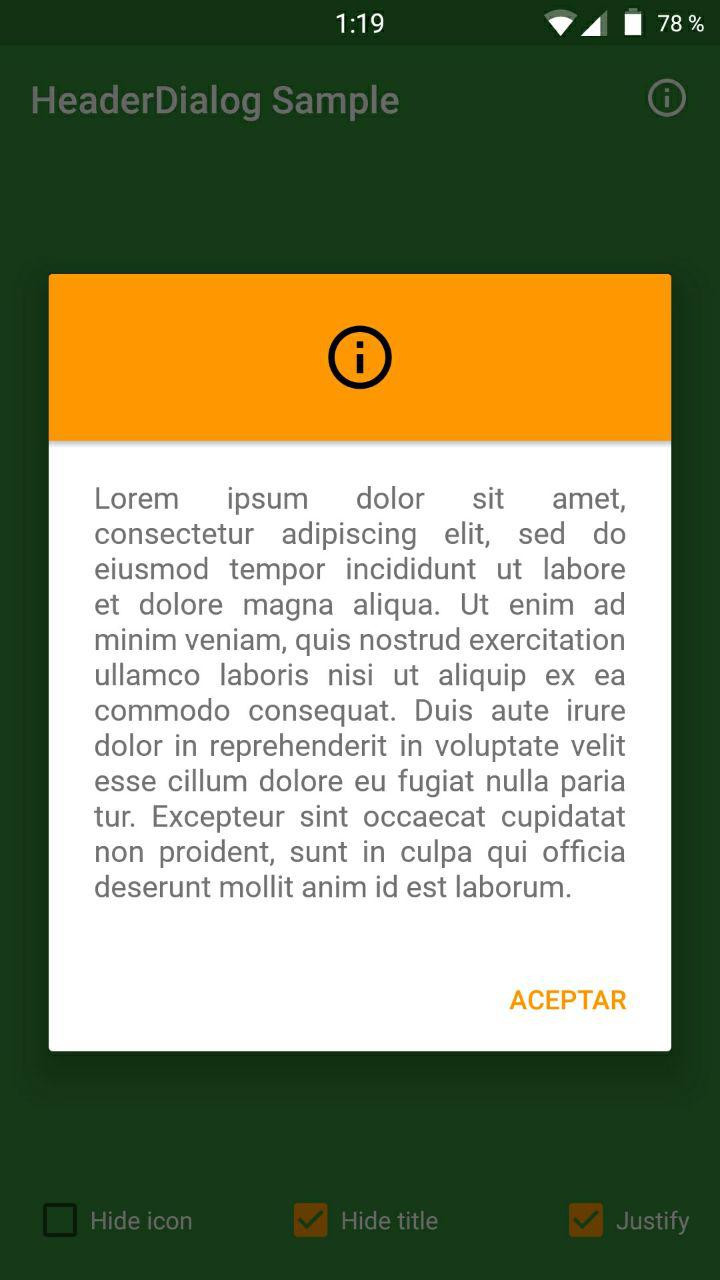 1:19
78 %
HeaderDialog Sample
Lorem ipsum dolor sit amet,
consectetur adipiscing elit, sed do
eiusmod tempor incididunt ut labore
et dolore magna aliqua. Ut enim ad
minim veniam, quis nostrud exercitation
ullamco laboris nisi ut aliquip ex ea
commodo consequat. Duis aute irure
dolor in reprehenderit in voluptate velit
esse cillum dolore eu fugiat nulla paria
tur. Excepteur sint occaecat cupidatat
non proident, sunt in culpa qui officia
deserunt mollit anim id est laborum.
ACEPTAR
Hide icon
Hide title
Justify